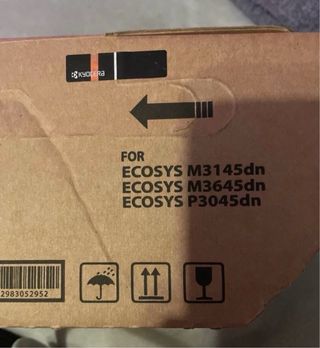 KYOCERA
FOR
ECOSYS M3145dn
ECOSYS M3645dn
ECOSYS P3045dn
2983052952